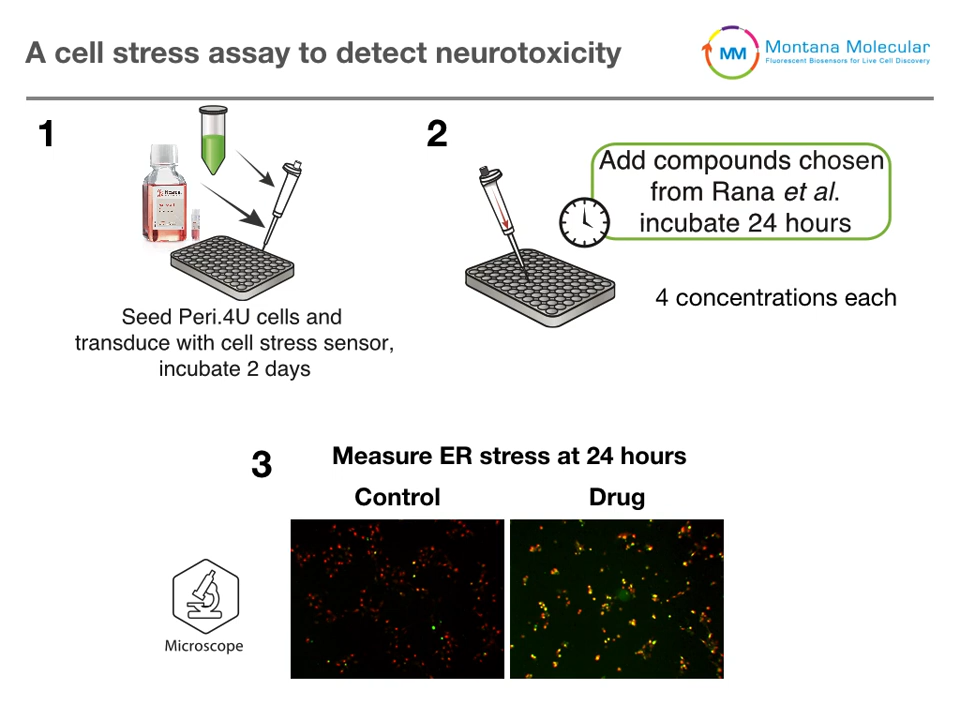 A cell stress assay to detect neurotoxicity
MM
Montana Molecular
Fluorescent Biosensors for Live Cell Discovery
1
Seed Peri.4U cells and
transduce with cell stress sensor,
incubate 2 days
2
Add compounds chosen
from Rana et al.
incubate 24 hours
4 concentrations each
3
Measure ER stress at 24 hours
Control
Drug
Microscope